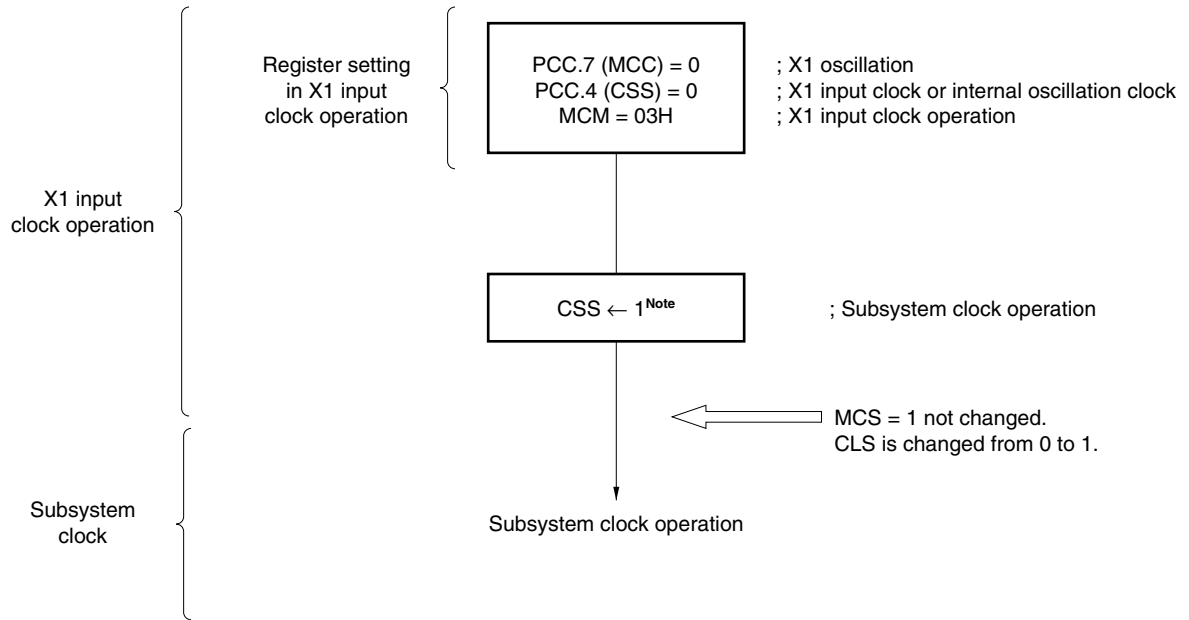 Register setting
in X1 input
clock operation
PCC.7 (MCC) = 0
PCC.4 (CSS) = 0
MCM = 03H
; X1 oscillation
; X1 input clock or internal oscillation clock
; X1 input clock operation
X1 input
clock operation
CSS ← 1Note
; Subsystem clock operation
MCS = 1 not changed.
CLS is changed from 0 to 1.
Subsystem
clock
Subsystem clock operation